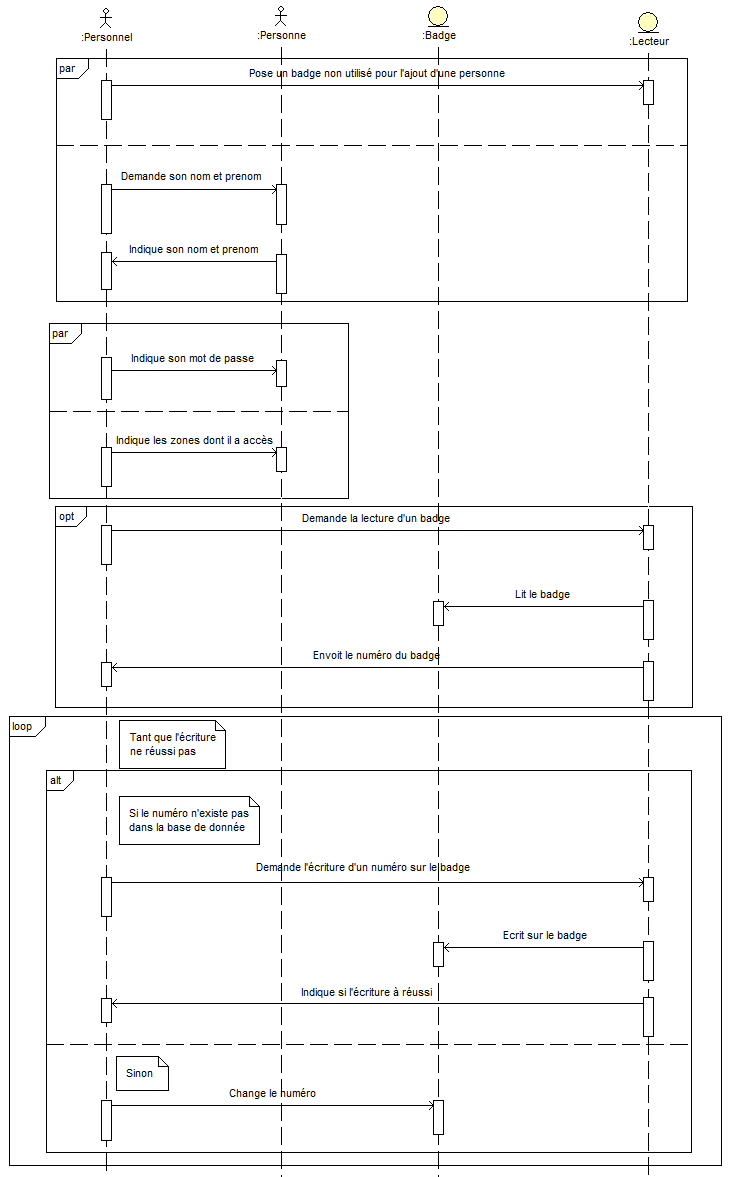 :Personnel
:Personne
:Badge
:Lecteur
par
Pose un badge non utilisé pour l'ajout d'une personne
Demande son nom et prenom
Indique son nom et prenom
par
Indique son mot de passe
Indique les zones dont il a accès
opt
Demande la lecture d'un badge
Lit le badge
Envoit le numéro du badge
loop
Tant que l'écriture
ne réussi pas
alt
Si le numéro n'existe pas
dans la base de donnée
Demande l'écriture d'un numéro sur le badge
Ecrit sur le badge
Indique si l'écriture à réussi
Sinon
Change le numéro